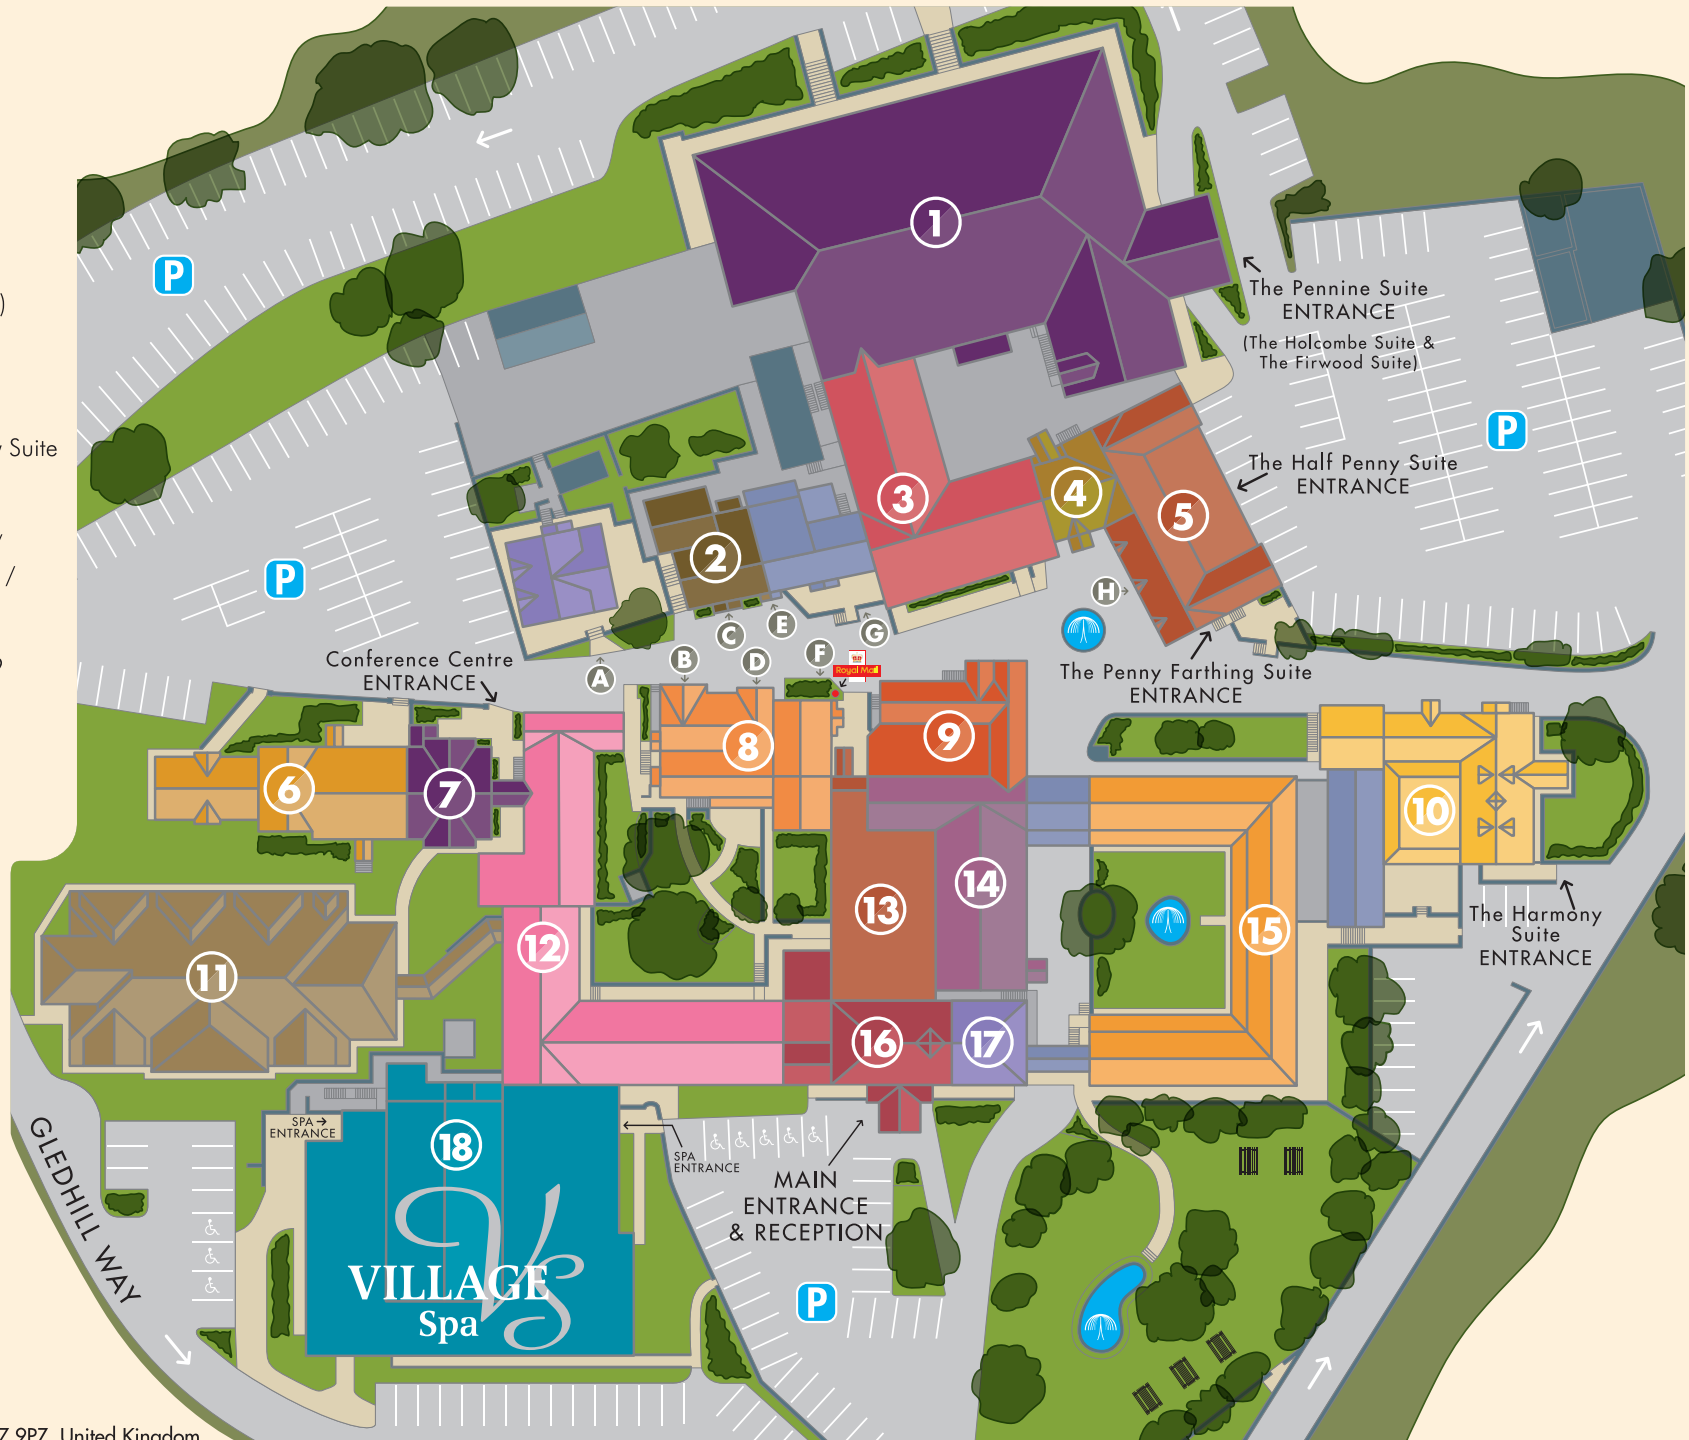 P
1
The Pennine Suite
ENTRANCE
(The Holcombe Suite &
The Firwood Suite)
)
P
y Suite
3
4
5
The Half Penny Suite
ENTRANCE
2
P
/
H
C
E
G
B
D
F
A
Royal Mail
Conference Centre
ENTRANCE
The Penny Farthing Suite
ENTRANCE
6
7
8
9
10
11
12
13
14
15
The Harmony
Suite
ENTRANCE
16
17
SPA
ENTRANCE
18
SPA
ENTRANCE
MAIN
ENTRANCE
& RECEPTION
GLEDHILL WAY
VS
VILLAGE
Spa
P
7 9PZ, United Kingdom